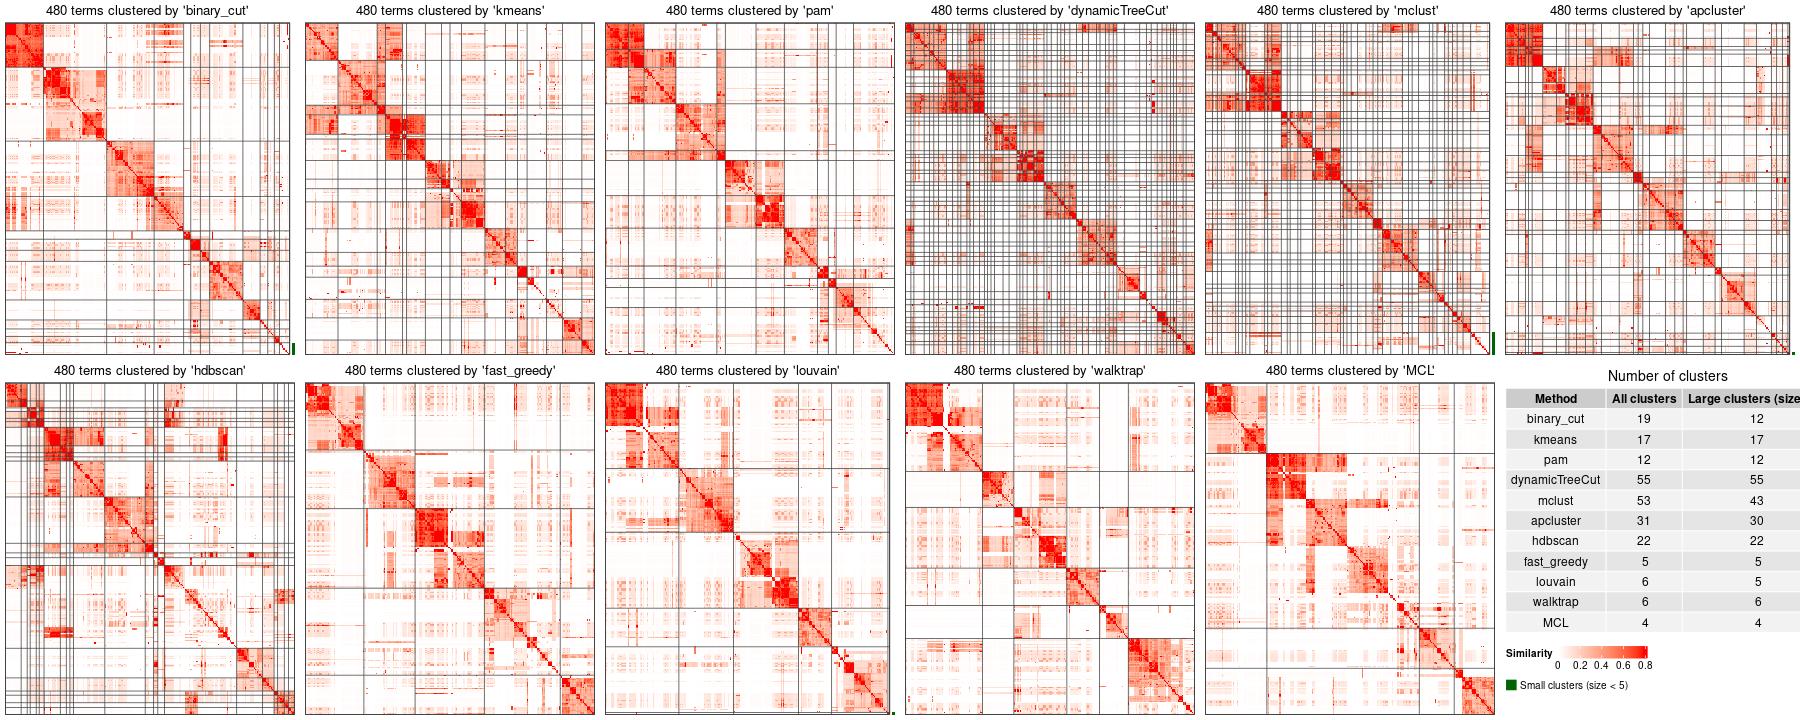 480 terms clustered by 'binary_cut'
480 terms clustered by 'kmeans'
480 terms clustered by 'pam'
480 terms clustered by 'dynamicTreeCut'
480 terms clustered by 'mclust'
480 terms clustered by 'apcluster'
480 terms clustered by 'hdbscan'
480 terms clustered by 'fast_greedy'
480 terms clustered by 'louvain'
480 terms clustered by 'walktrap'
480 terms clustered by 'MCL'
Number of clusters
Method All clusters Large clusters (size
binary_cut 19 12
kmeans 17 17
pam 12 12
dynamicTreeCut 55 55
mclust 53 43
apcluster 31 30
hdbscan 22 22
fast_greedy 5 5
louvain 6 5
walktrap 6 6
MCL 4 4
Similarity
0 0.2 0.4 0.6 0.8
Small clusters (size < 5)